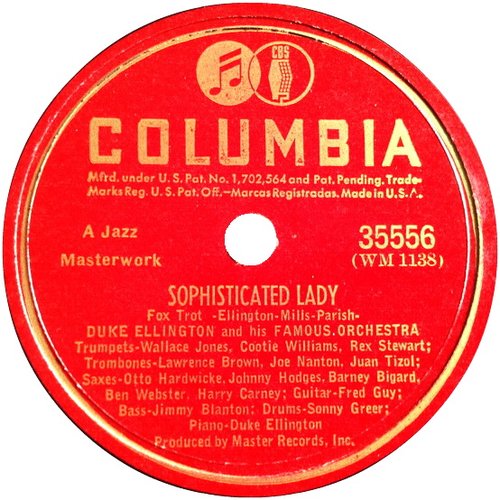 CBS
COLUMBIA
Mfrd. under U.S. Pat. No. 1,702,564 and Pat. Pending. Trade
Marks Reg. U.S. Pat. Off.–Marcas Registradas. Made in U.S.A.
A Jazz
Masterwork
35556
(WM 1138)
SOPHISTICATED LADY
Fox Trot -Ellington-Mills-Parish-
DUKE ELLINGTON and his FAMOUS.ORCHESTRA
Trumpets-Wallace Jones, Cootie Williams, Rex Stewart;
Trombones-Lawrence Brown, Joe Nanton, Juan Tizol;
Saxes-Otto Hardwicke, Johnny Hodges, Barney Bigard,
Ben Webster, Harry Carney; Guitar-Fred Guy;
Bass-Jimmy Blanton; Drums-Sonny Greer;
Piano-Duke Ellington
Produced by Master Records, Inc.